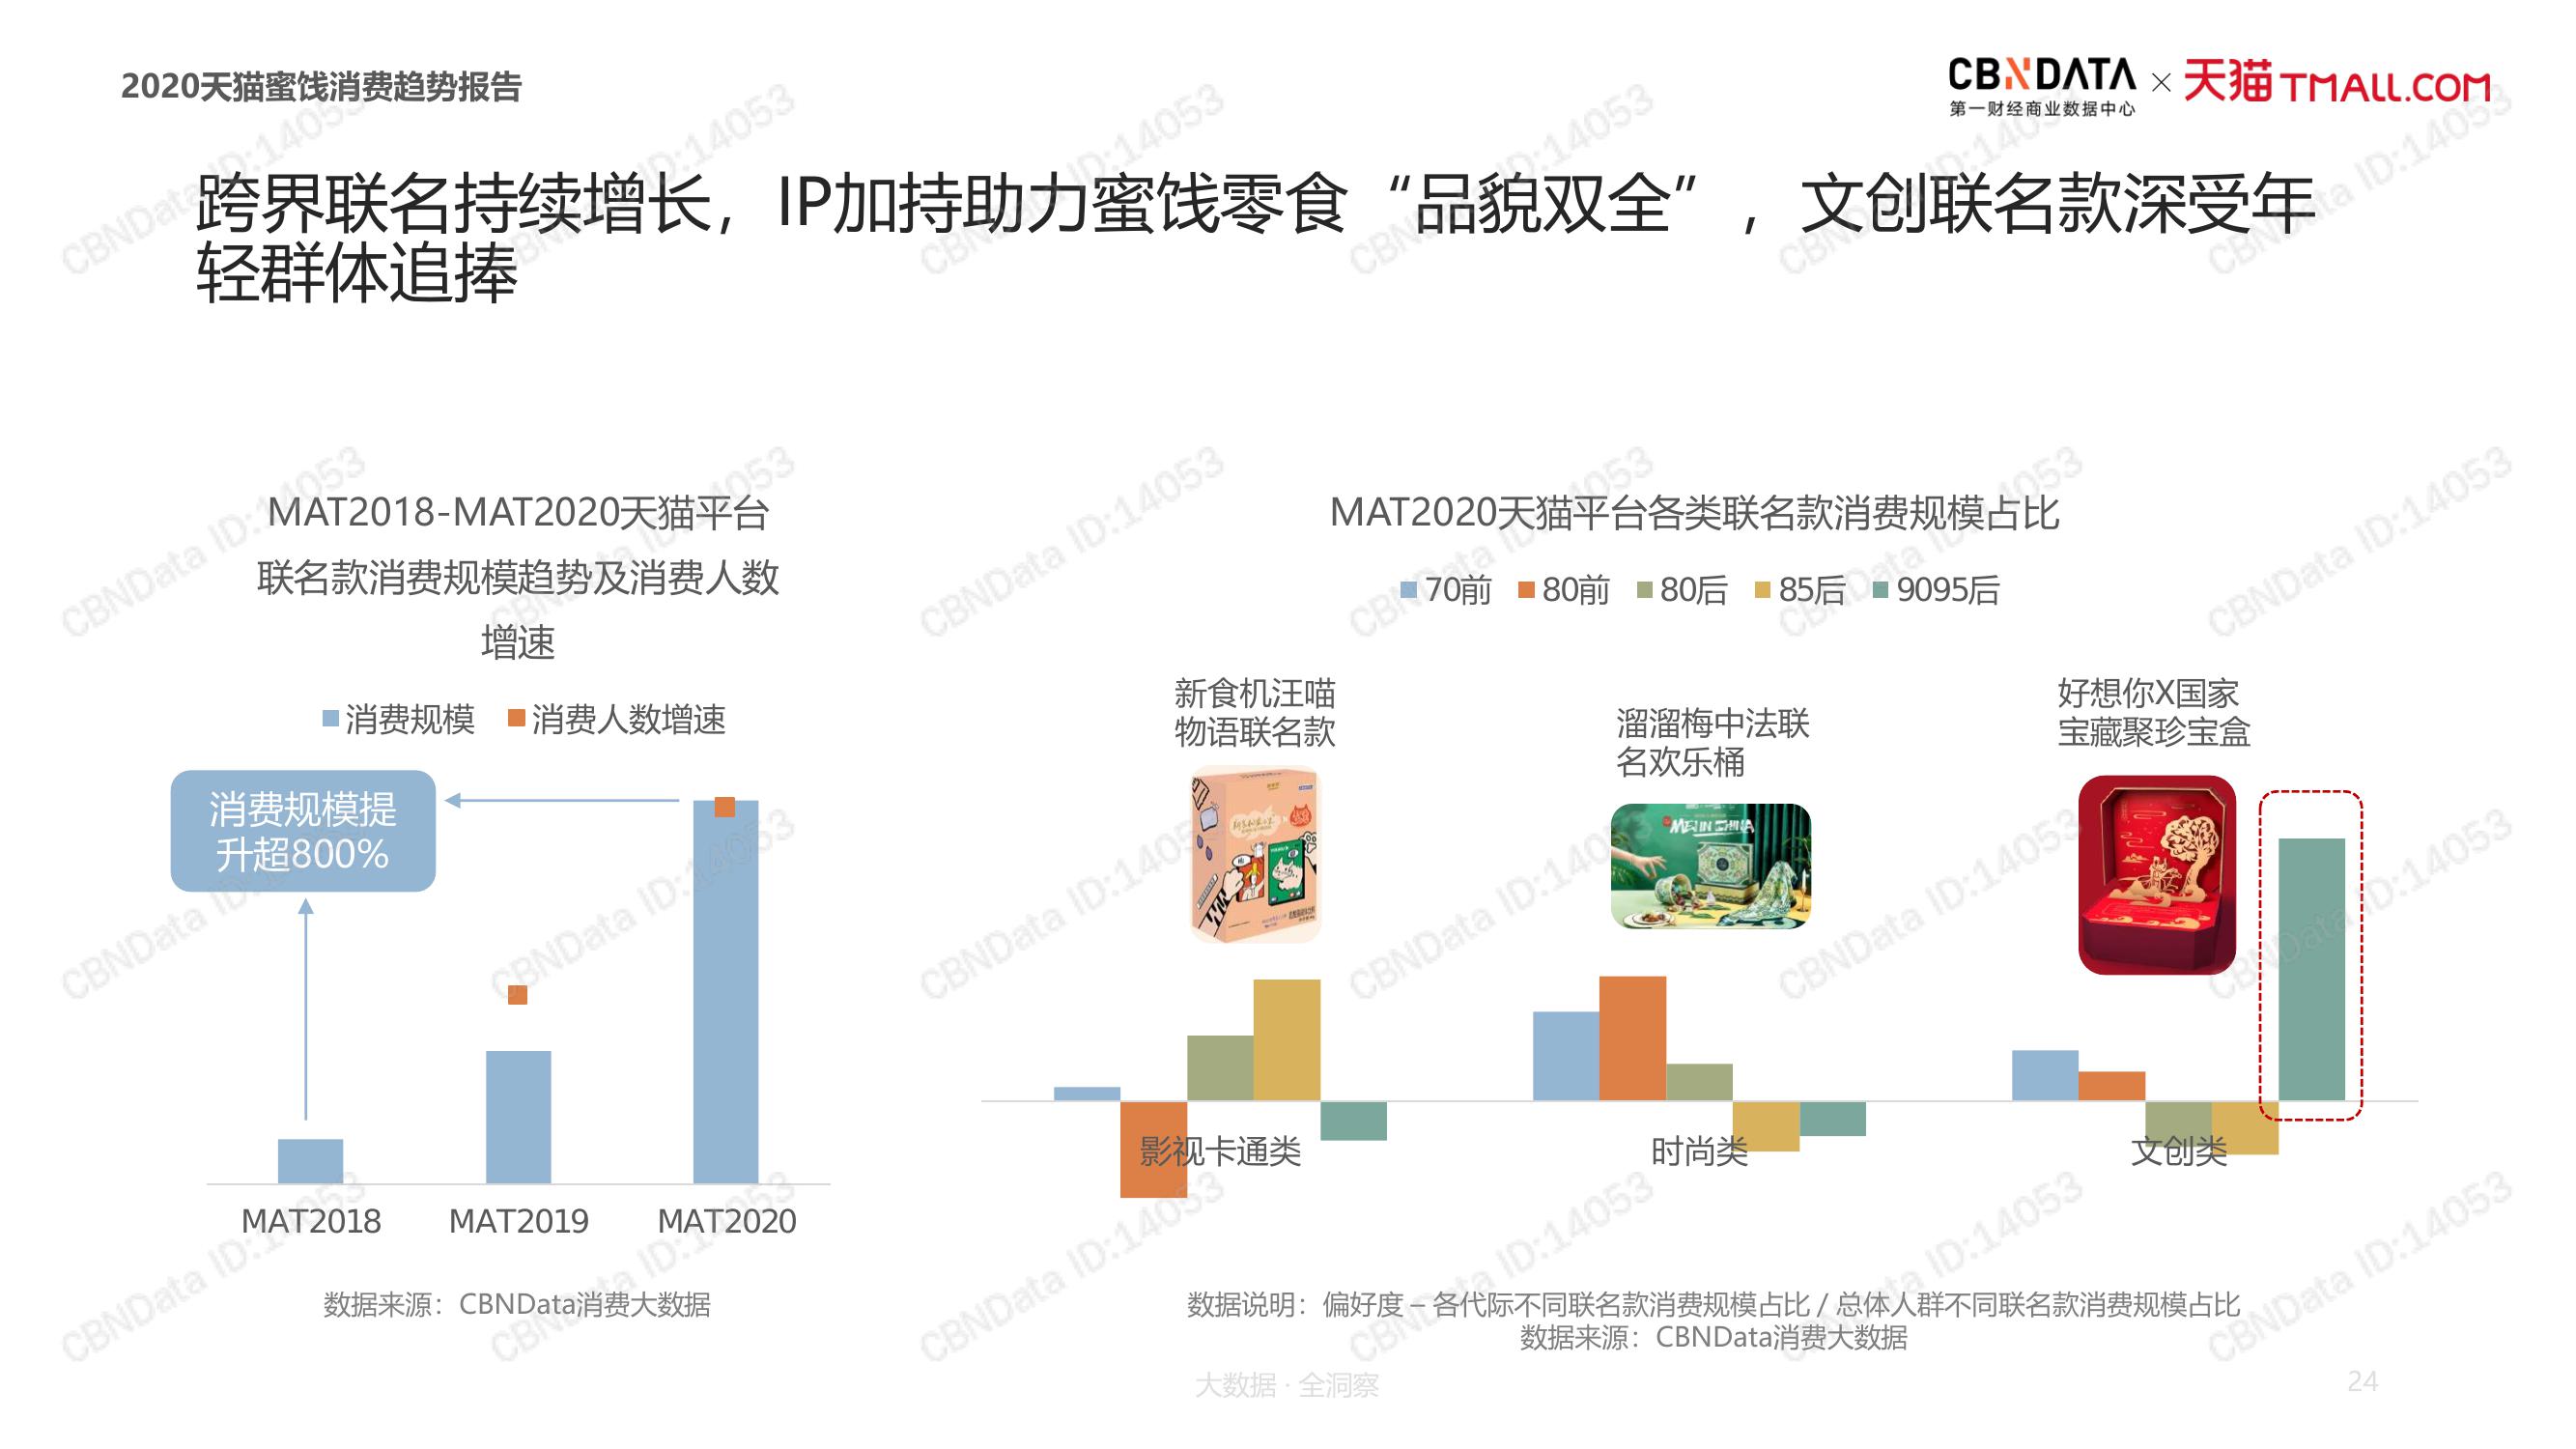 2020天猫蜜饯消费趋势报告
CBNDATA × 天猫 TMALL.COM
第一财经商业数据中心
跨界联名持续增长，IP加持助力蜜饯零食“品貌双全”，文创联名款深受年
轻群体追捧
MAT2018-MAT2020天猫平台
联名款消费规模趋势及消费人数
增速
消费规模 消费人数增速
消费规模提
升超800%
MAT2018 MAT2019 MAT2020
数据来源：CBNData消费大数据
MAT2020天猫平台各类联名款消费规模占比
70前 80前 80后 85后 9095后
新食机汪喵
物语联名款
溜溜梅中法联
名欢乐桶
MEI IN CHINA
好想你X国家
宝藏聚珍宝盒
影视卡通类 时尚类 文创类
数据说明：偏好度 – 各代际不同联名款消费规模占比 / 总体人群不同联名款消费规模占比
数据来源：CBNData消费大数据
大数据 · 全洞察
24
CBNData ID:14053